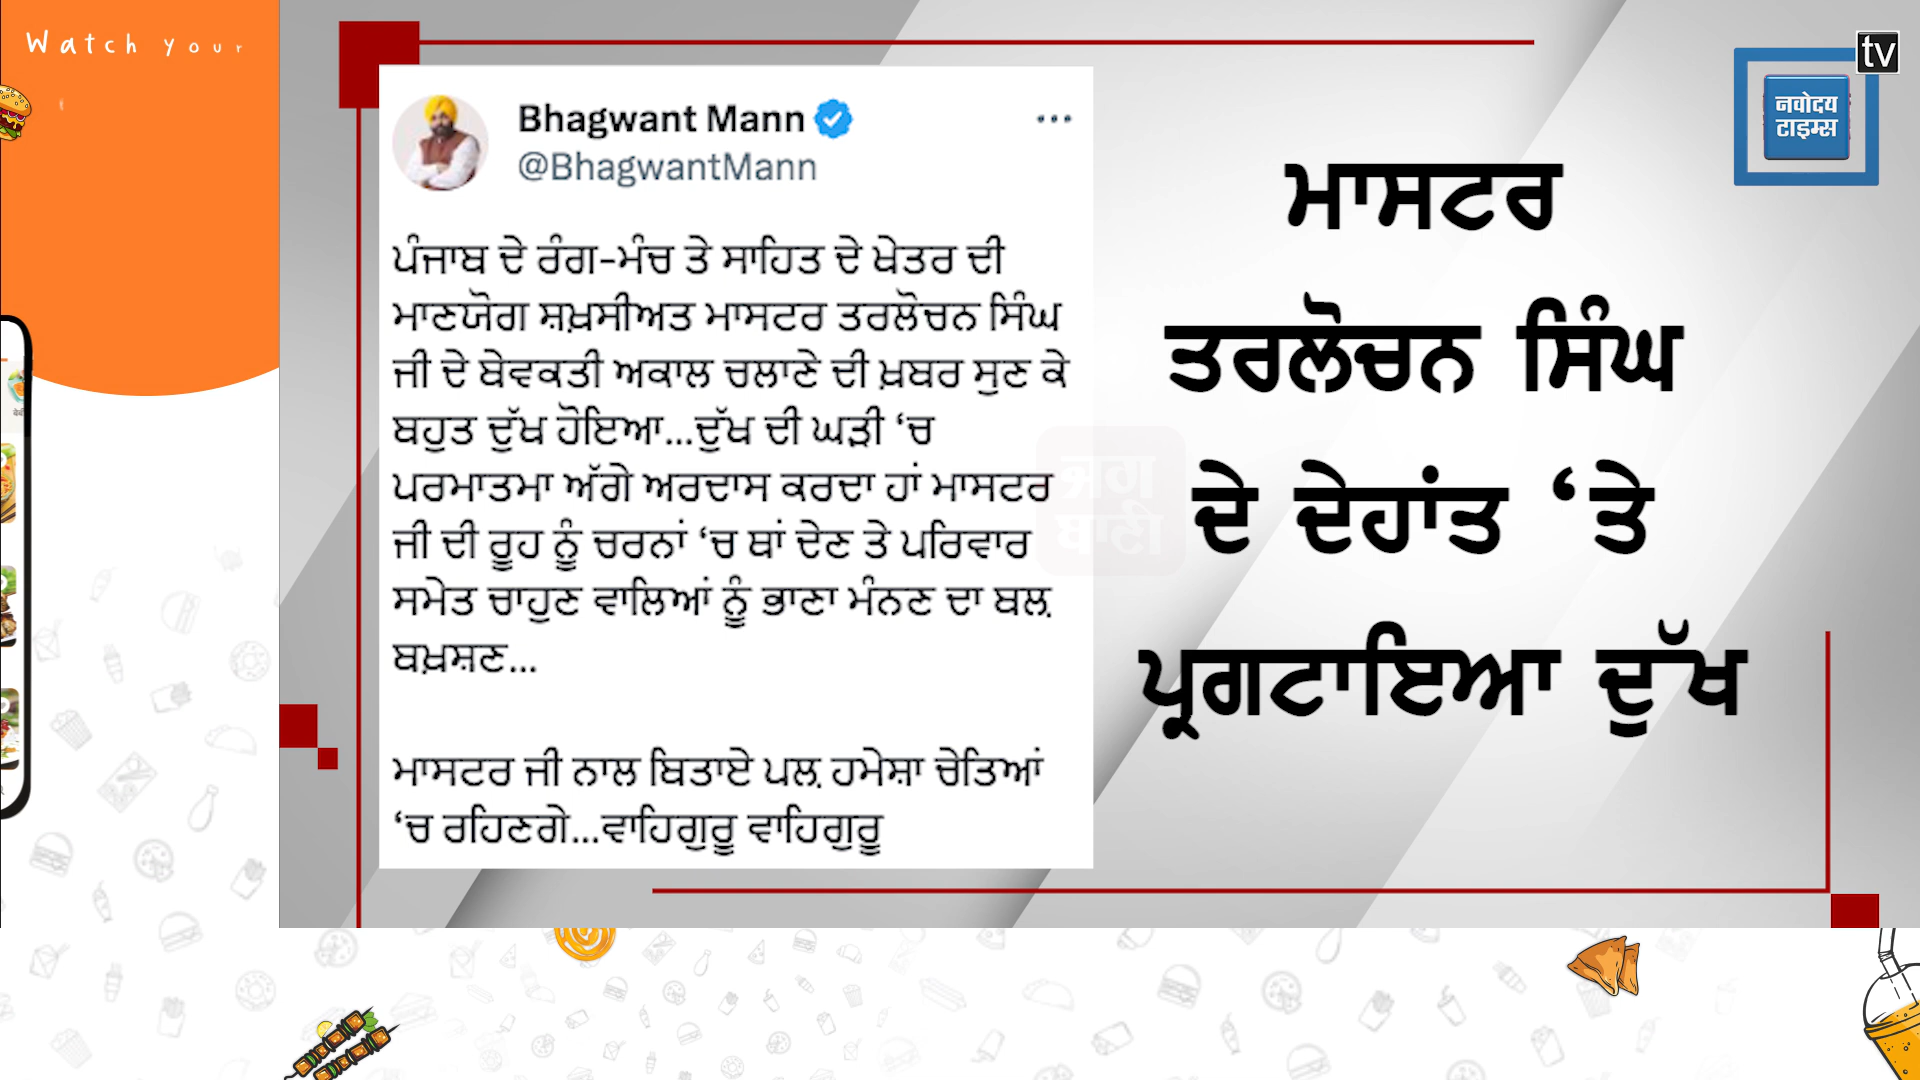 Watch your
Bhagwant Mann
@BhagwantMann
ਪੰਜਾਬ ਦੇ ਰੰਗ-ਮੰਚ ਤੇ ਸਾਹਿਤ ਦੇ ਖੇਤਰ ਦੀ
ਮਾਣਯੋਗ ਸ਼ਖ਼ਸੀਅਤ ਮਾਸਟਰ ਤਰਲੋਚਨ ਸਿੰਘ
ਜੀ ਦੇ ਬੇਵਕਤੀ ਅਕਾਲ ਚਲਾਣੇ ਦੀ ਖ਼ਬਰ ਸੁਣ ਕੇ
ਬਹੁਤ ਦੁੱਖ ਹੋਇਆ...ਦੁੱਖ ਦੀ ਘੜੀ ‘ਚ
ਪਰਮਾਤਮਾ ਅੱਗੇ ਅਰਦਾਸ ਕਰਦਾ ਹਾਂ ਮਾਸਟਰ
ਜੀ ਦੀ ਰੂਹ ਨੂੰ ਚਰਨਾਂ ‘ਚ ਥਾਂ ਦੇਣ ਤੇ ਪਰਿਵਾਰ
ਸਮੇਤ ਚਾਹੁਣ ਵਾਲਿਆਂ ਨੂੰ ਭਾਣਾ ਮੰਨਣ ਦਾ ਬਲ਼
ਬਖ਼ਸ਼ਣ...
ਮਾਸਟਰ ਜੀ ਨਾਲ ਬਿਤਾਏ ਪਲ਼ ਹਮੇਸ਼ਾ ਚੇਤਿਆਂ
‘ਚ ਰਹਿਣਗੇ...ਵਾਹਿਗੁਰੂ ਵਾਹਿਗੁਰੂ
ਜਗ
ਬਾਣੀ
tv
नवोदय
टाइम्स
ਮਾਸਟਰ
ਤਰਲੋਚਨ ਸਿੰਘ
ਦੇ ਦੇਹਾਂਤ ‘ਤੇ
ਪ੍ਰਗਟਾਇਆ ਦੁੱਖ